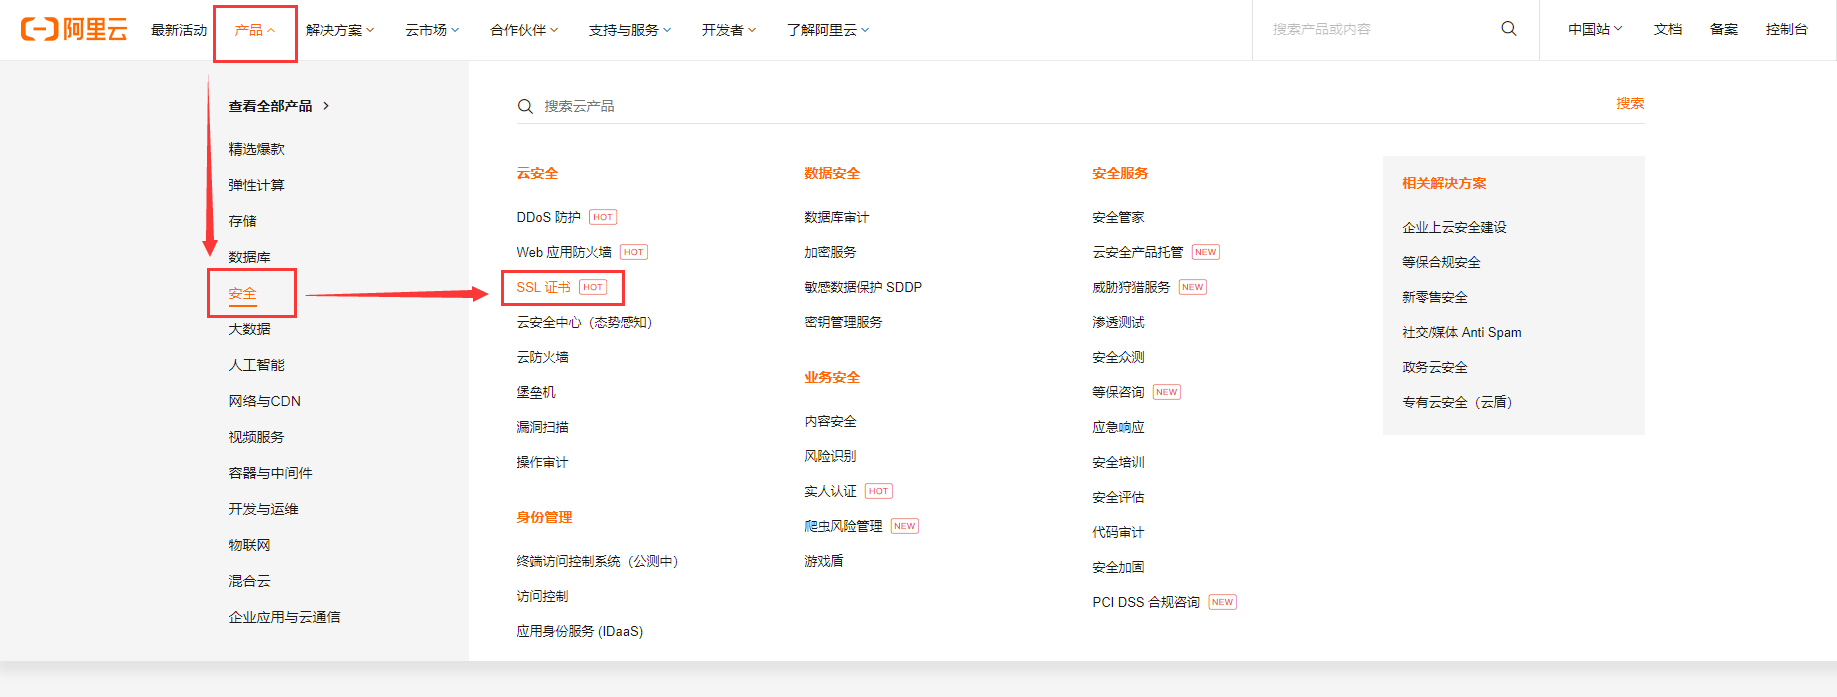 阿里云
最新活动 产品 解决方案 云市场 合作伙伴 支持与服务 开发者 了解阿里云 搜索产品或内容 中国站 文档 备案 控制台
查看全部产品
精选爆款
弹性计算
存储
数据库
安全
大数据
人工智能
网络与CDN
视频服务
容器与中间件
开发与运维
物联网
混合云
企业应用与云通信
搜索云产品 搜索
云安全
DDoS 防护 HOT
Web 应用防火墙 HOT
SSL 证书 HOT
云安全中心（态势感知）
云防火墙
堡垒机
漏洞扫描
操作审计
身份管理
终端访问控制系统（公测中）
访问控制
应用身份服务 (IDaaS)
数据安全
数据库审计
加密服务
敏感数据保护 SDDP
密钥管理服务
业务安全
内容安全
风险识别
实人认证 HOT
爬虫风险管理 NEW
游戏盾
安全服务
安全管家
云安全产品托管 NEW
威胁狩猎服务 NEW
渗透测试
安全众测
等保咨询 NEW
应急响应
安全培训
安全评估
代码审计
安全加固
PCI DSS 合规咨询 NEW
相关解决方案
企业上云安全建设
等保合规安全
新零售安全
社交/媒体 Anti Spam
政务云安全
专有云安全（云盾）